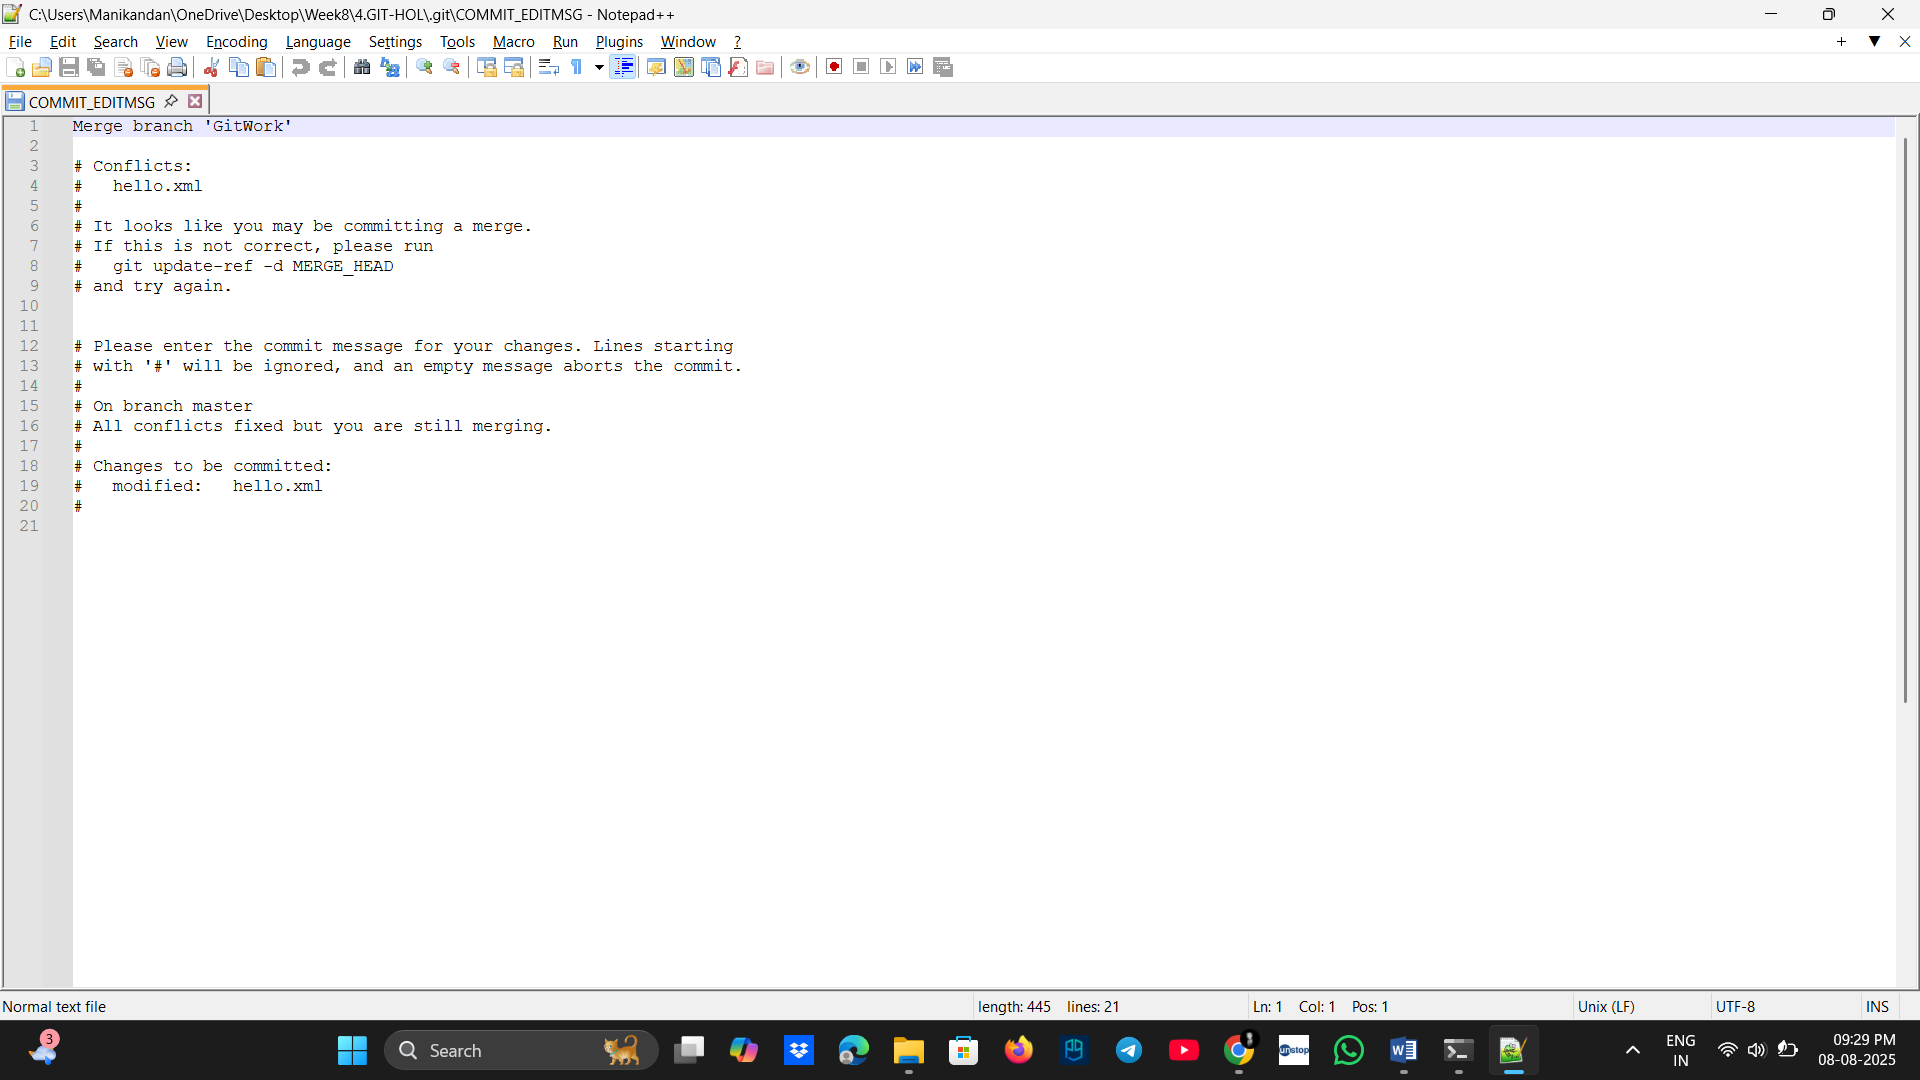 C:\Users\Manikandan\OneDrive\Desktop\Week8\4.GIT-HOL\.git\COMMIT_EDITMSG - Notepad++
File Edit Search View Encoding Language Settings Tools Macro Run Plugins Window ?
COMMIT_EDITMSG
1 Merge branch 'GitWork'
2
3 # Conflicts:
4 #   hello.xml
5 #
6 # It looks like you may be committing a merge.
7 # If this is not correct, please run
8 #   git update-ref -d MERGE_HEAD
9 # and try again.
10
11
12 # Please enter the commit message for your changes. Lines starting
13 # with '#' will be ignored, and an empty message aborts the commit.
14 #
15 # On branch master
16 # All conflicts fixed but you are still merging.
17 #
18 # Changes to be committed:
19 #   modified:   hello.xml
20 #
21
Normal text file length: 445 lines: 21 Ln: 1 Col: 1 Pos: 1 Unix (LF) UTF-8 INS
3
Search
unstop
ENG
IN
09:29 PM
08-08-2025